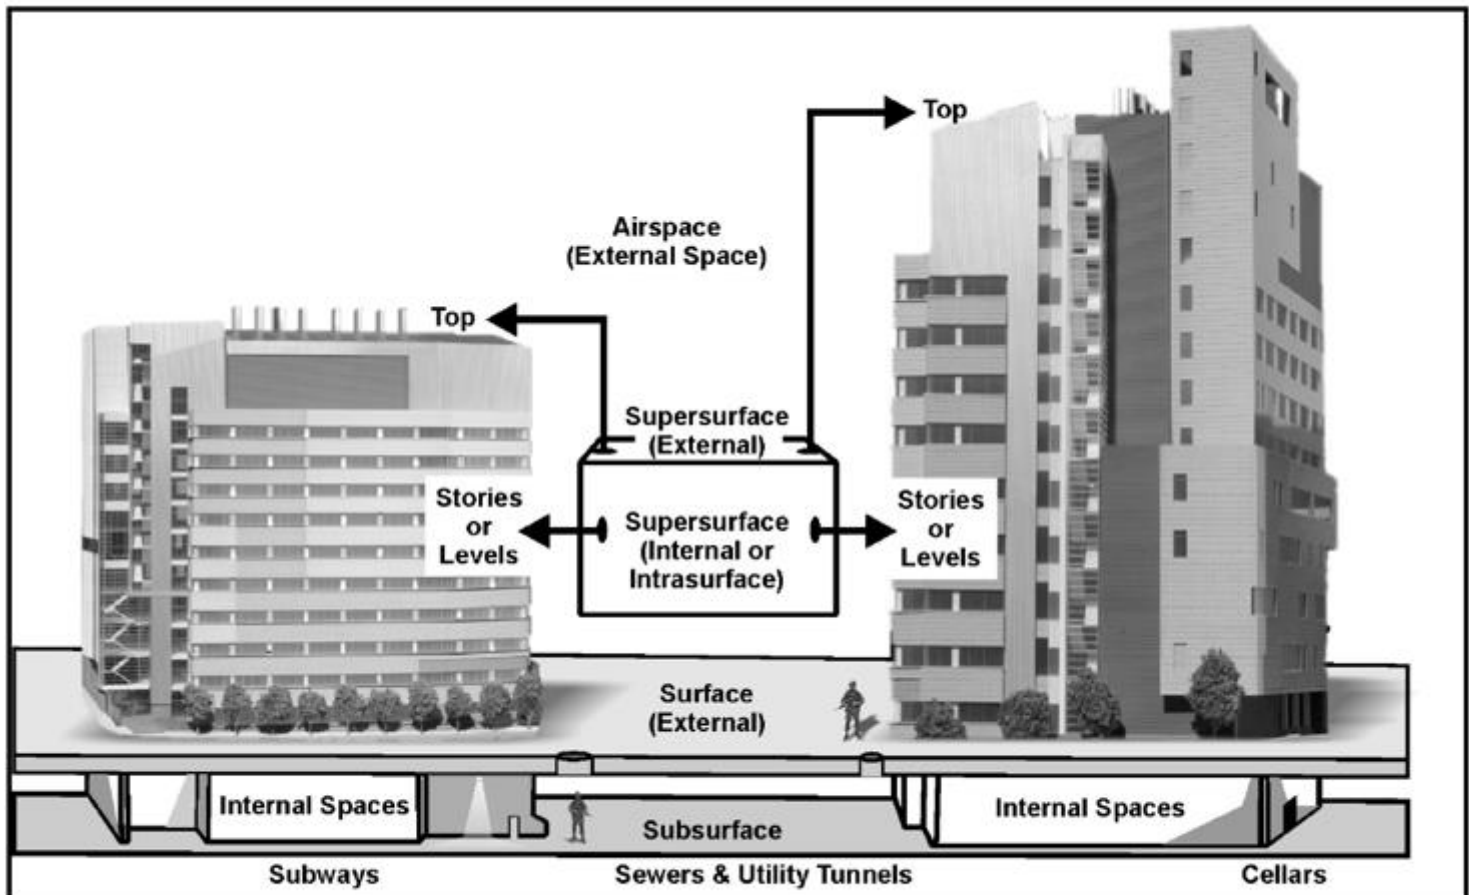 Top
Airspace
(External Space)
Top
Supersurface
(External)
Stories
or
Levels
Supersurface
(Internal or
Intrasurface)
Stories
or
Levels
Surface
(External)
Internal Spaces
Internal Spaces
Subsurface
Subways
Sewers & Utility Tunnels
Cellars